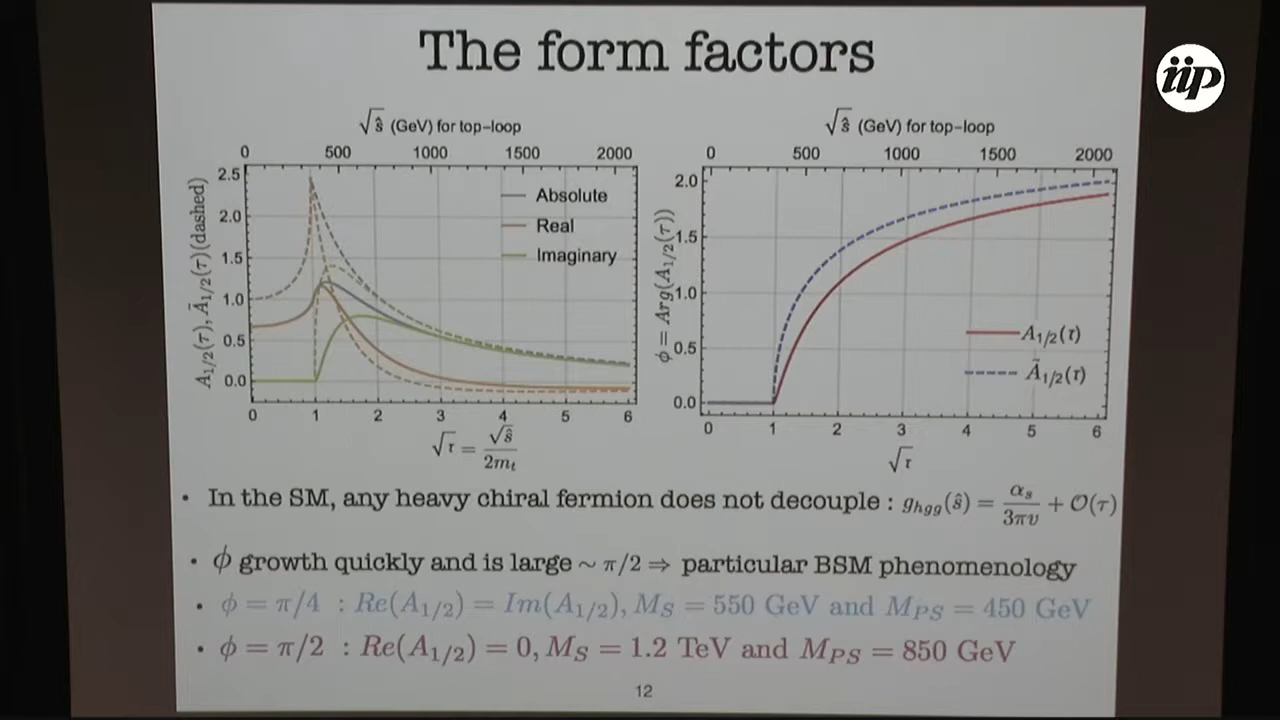 The form factors
iip
√ŝ (GeV) for top-loop
0 500 1000 1500 2000
A₁/₂(τ), Ã₁/₂(τ)(dashed)
2.5
2.0
1.5
1.0
0.5
0.0
Absolute
Real
Imaginary
0 1 2 3 4 5 6
√τ = √ŝ / 2mₜ
√ŝ (GeV) for top-loop
0 500 1000 1500 2000
ϕ = Arg(A₁/₂(τ))
2.0
1.5
1.0
0.5
0.0
A₁/₂(τ)
Ã₁/₂(τ)
0 1 2 3 4 5 6
√τ
• In the SM, any heavy chiral fermion does not decouple : g_hgg(ŝ) = αₛ / 3πv + O(τ)
• ϕ growth quickly and is large ~ π/2 ⇒ particular BSM phenomenology
• ϕ = π/4 : Re(A₁/₂) = Im(A₁/₂), M_S = 550 GeV and M_PS = 450 GeV
• ϕ = π/2 : Re(A₁/₂) = 0, M_S = 1.2 TeV and M_PS = 850 GeV
12